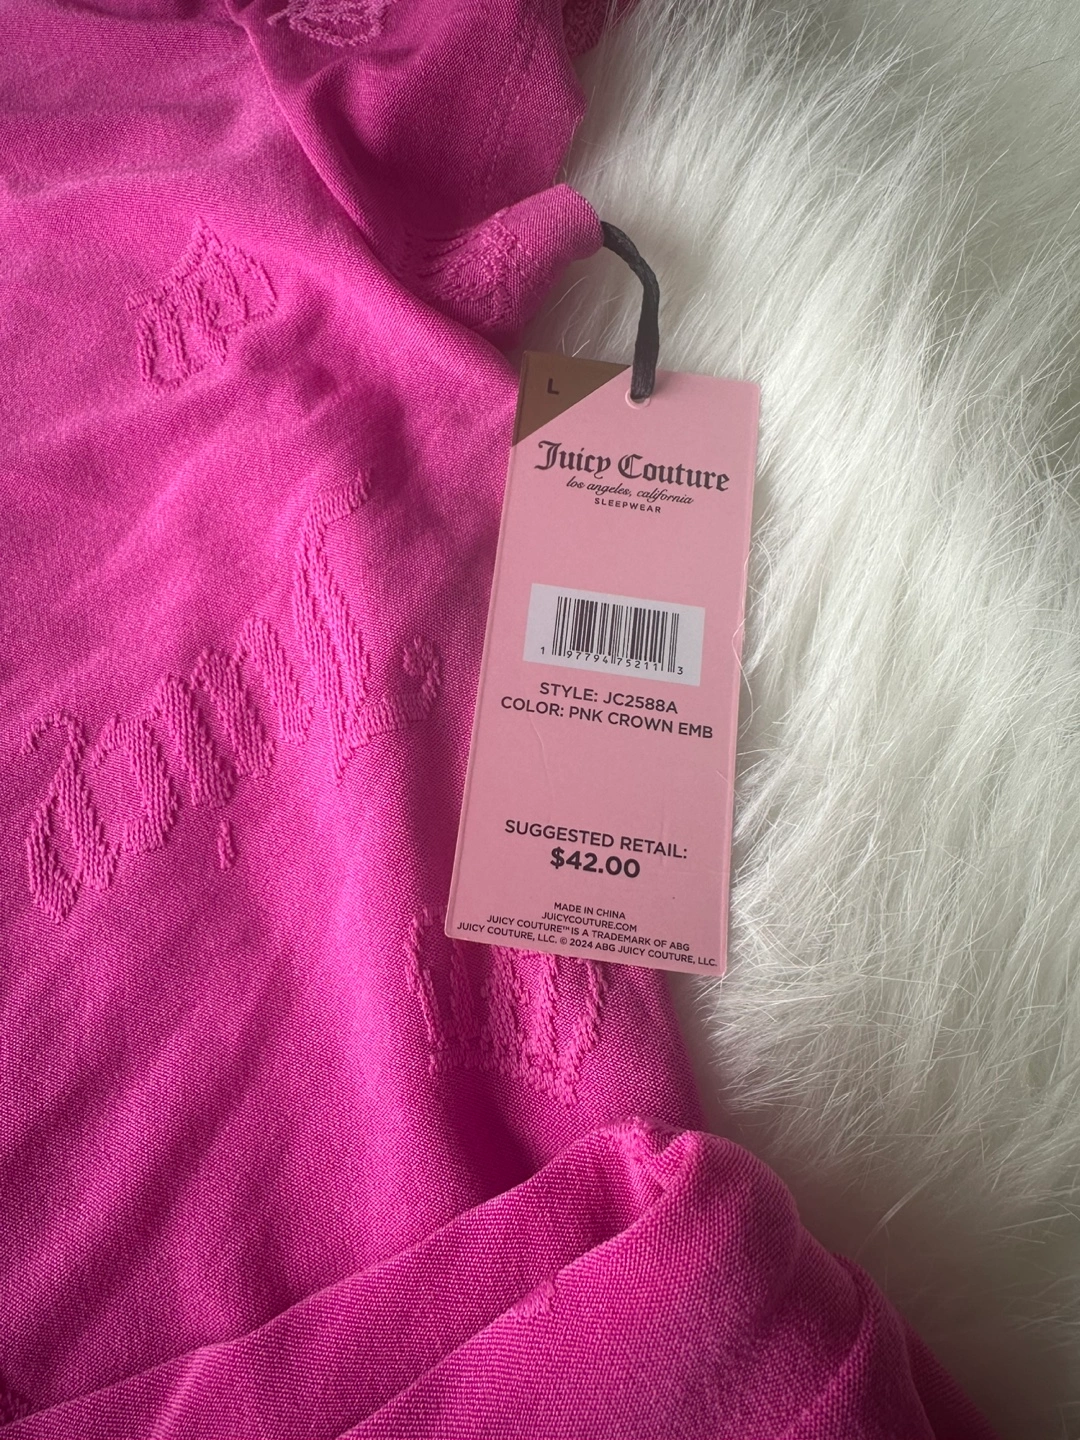 L
Juicy Couture
los angeles, california
SLEEPWEAR
1 97794 75211 3
STYLE: JC2588A
COLOR: PNK CROWN EMB
SUGGESTED RETAIL:
$42.00
MADE IN CHINA
JUICYCOUTURE.COM
JUICY COUTURE™ IS A TRADEMARK OF ABG
JUICY COUTURE, LLC. © 2024 ABG JUICY COUTURE, LLC.